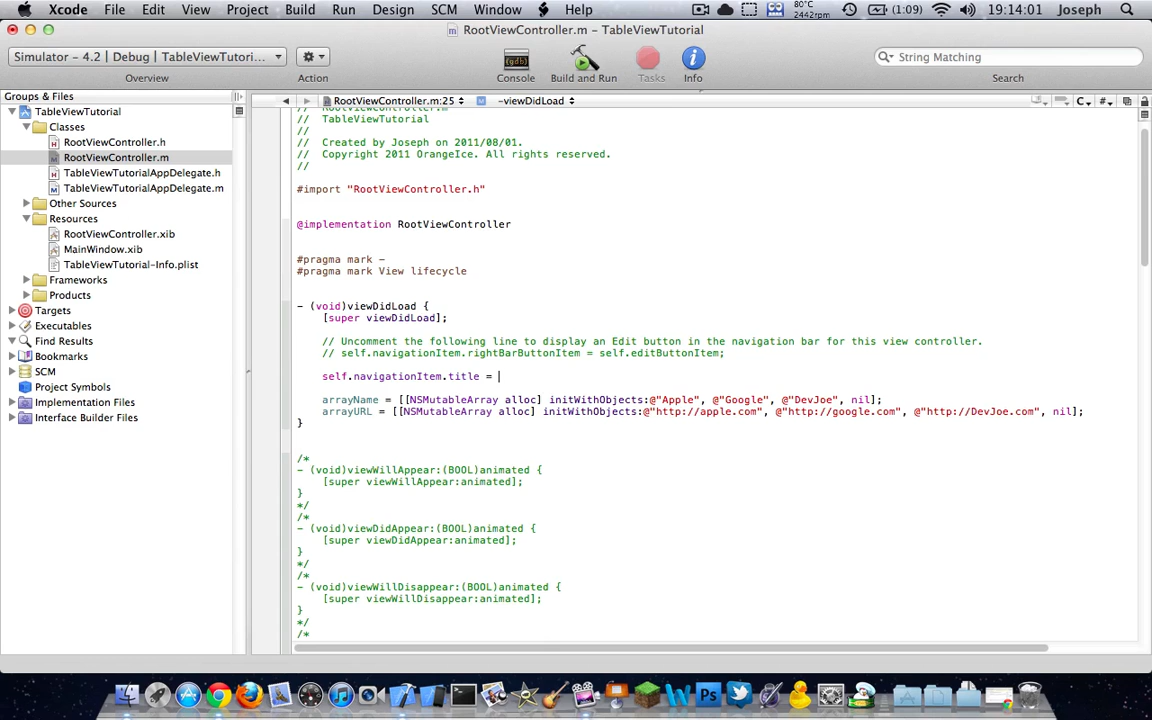 Xcode File Edit View Project Build Run Design SCM Window Help 80°C 2442rpm (1:09) 19:14:01 Joseph
RootViewController.m - TableViewTutorial
Simulator - 4.2 | Debug | TableViewTutori...
String Matching
Overview Action Console Build and Run Tasks Info Search
Groups & Files
RootViewController.m:25 -viewDidLoad
TableViewTutorial
Classes
RootViewController.h
RootViewController.m
TableViewTutorialAppDelegate.h
TableViewTutorialAppDelegate.m
Other Sources
Resources
RootViewController.xib
MainWindow.xib
TableViewTutorial-Info.plist
Frameworks
Products
Targets
Executables
Find Results
Bookmarks
SCM
Project Symbols
Implementation Files
Interface Builder Files
// RootViewController.m
// TableViewTutorial
//
// Created by Joseph on 2011/08/01.
// Copyright 2011 OrangeIce. All rights reserved.
//
#import "RootViewController.h"
@implementation RootViewController
#pragma mark -
#pragma mark View lifecycle
- (void)viewDidLoad {
[super viewDidLoad];
// Uncomment the following line to display an Edit button in the navigation bar for this view controller.
// self.navigationItem.rightBarButtonItem = self.editButtonItem;
self.navigationItem.title =
arrayName = [[NSMutableArray alloc] initWithObjects:@"Apple", @"Google", @"DevJoe", nil];
arrayURL = [[NSMutableArray alloc] initWithObjects:@"http://apple.com", @"http://google.com", @"http://DevJoe.com", nil];
}
/*
- (void)viewWillAppear:(BOOL)animated {
[super viewWillAppear:animated];
}
*/
/*
- (void)viewDidAppear:(BOOL)animated {
[super viewDidAppear:animated];
}
*/
/*
- (void)viewWillDisappear:(BOOL)animated {
[super viewWillDisappear:animated];
}
*/
/*